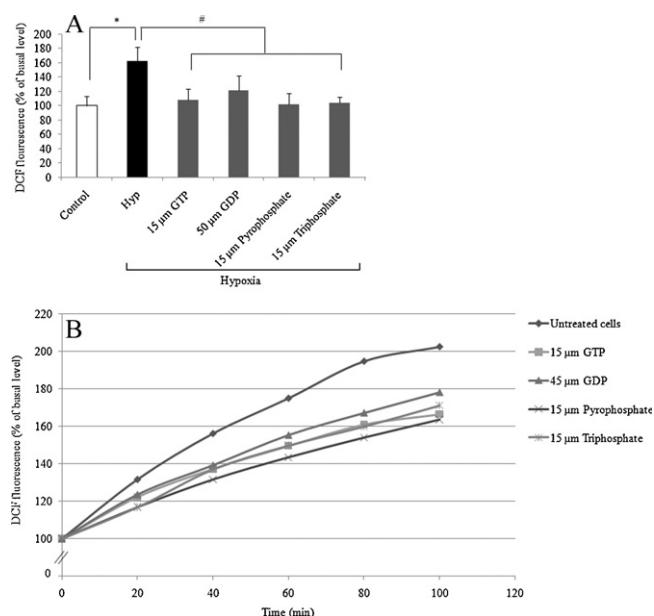 A
*
#
DCF fluorescence (% of basal level)
200
180
160
140
120
100
80
60
40
20
0
Control
Hyp
15 μm GTP
50 μm GDP
15 μm Pyrophosphate
15 μm Triphosphate
Hypoxia
B
DCF fluorescence (% of basal level)
220
200
180
160
140
120
100
0
0
20
40
60
80
100
120
Time (min)
Untreated cells
15 μm GTP
45 μm GDP
15 μm Pyrophosphate
15 μm Triphosphate